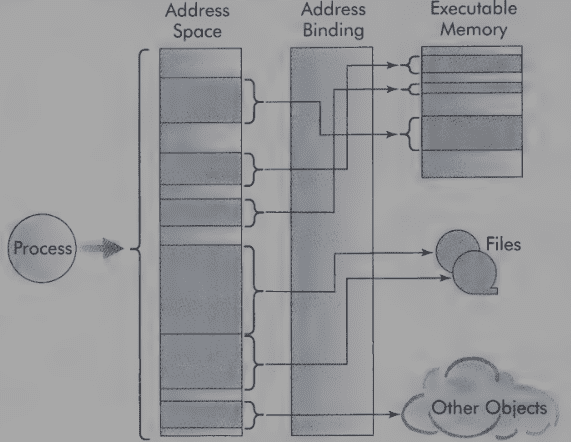 Address
Space
Address
Binding
Executable
Memory
Process
Files
Other Objects